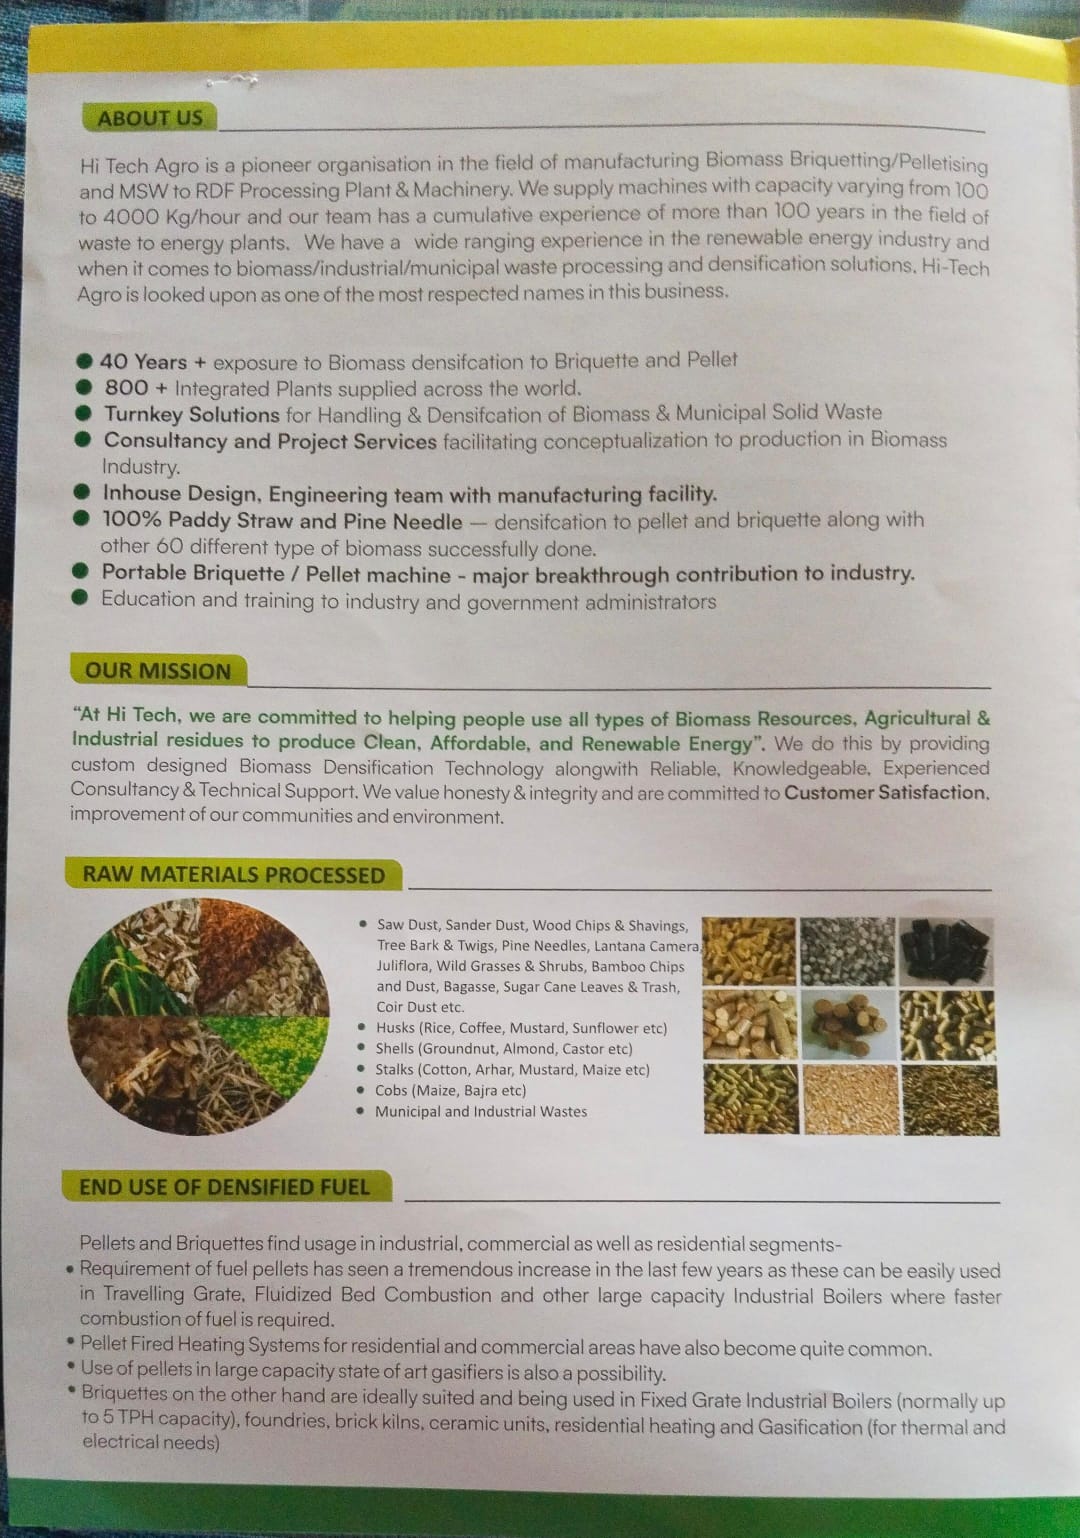 ABOUT US
Hi Tech Agro is a pioneer organisation in the field of manufacturing Biomass Briquetting/Pelletising
and MSW to RDF Processing Plant & Machinery. We supply machines with capacity varying from 100
to 4000 Kg/hour and our team has a cumulative experience of more than 100 years in the field of
waste to energy plants. We have a wide ranging experience in the renewable energy industry and
when it comes to biomass/industrial/municipal waste processing and densification solutions, Hi-Tech
Agro is looked upon as one of the most respected names in this business.
● 40 Years + exposure to Biomass densifcation to Briquette and Pellet
● 800 + Integrated Plants supplied across the world.
● Turnkey Solutions for Handling & Densifcation of Biomass & Municipal Solid Waste
● Consultancy and Project Services facilitating conceptualization to production in Biomass
Industry.
● Inhouse Design, Engineering team with manufacturing facility.
● 100% Paddy Straw and Pine Needle — densifcation to pellet and briquette along with
other 60 different type of biomass successfully done.
● Portable Briquette / Pellet machine - major breakthrough contribution to industry.
● Education and training to industry and government administrators
OUR MISSION
“At Hi Tech, we are committed to helping people use all types of Biomass Resources, Agricultural &
Industrial residues to produce Clean, Affordable, and Renewable Energy”. We do this by providing
custom designed Biomass Densification Technology alongwith Reliable, Knowledgeable, Experienced
Consultancy & Technical Support. We value honesty & integrity and are committed to Customer Satisfaction,
improvement of our communities and environment.
RAW MATERIALS PROCESSED
• Saw Dust, Sander Dust, Wood Chips & Shavings,
Tree Bark & Twigs, Pine Needles, Lantana Camera,
Juliflora, Wild Grasses & Shrubs, Bamboo Chips
and Dust, Bagasse, Sugar Cane Leaves & Trash,
Coir Dust etc.
• Husks (Rice, Coffee, Mustard, Sunflower etc)
• Shells (Groundnut, Almond, Castor etc)
• Stalks (Cotton, Arhar, Mustard, Maize etc)
• Cobs (Maize, Bajra etc)
• Municipal and Industrial Wastes
END USE OF DENSIFIED FUEL
Pellets and Briquettes find usage in industrial, commercial as well as residential segments-
• Requirement of fuel pellets has seen a tremendous increase in the last few years as these can be easily used
in Travelling Grate, Fluidized Bed Combustion and other large capacity Industrial Boilers where faster
combustion of fuel is required.
• Pellet Fired Heating Systems for residential and commercial areas have also become quite common.
• Use of pellets in large capacity state of art gasifiers is also a possibility.
• Briquettes on the other hand are ideally suited and being used in Fixed Grate Industrial Boilers (normally up
to 5 TPH capacity), foundries, brick kilns, ceramic units, residential heating and Gasification (for thermal and
electrical needs)